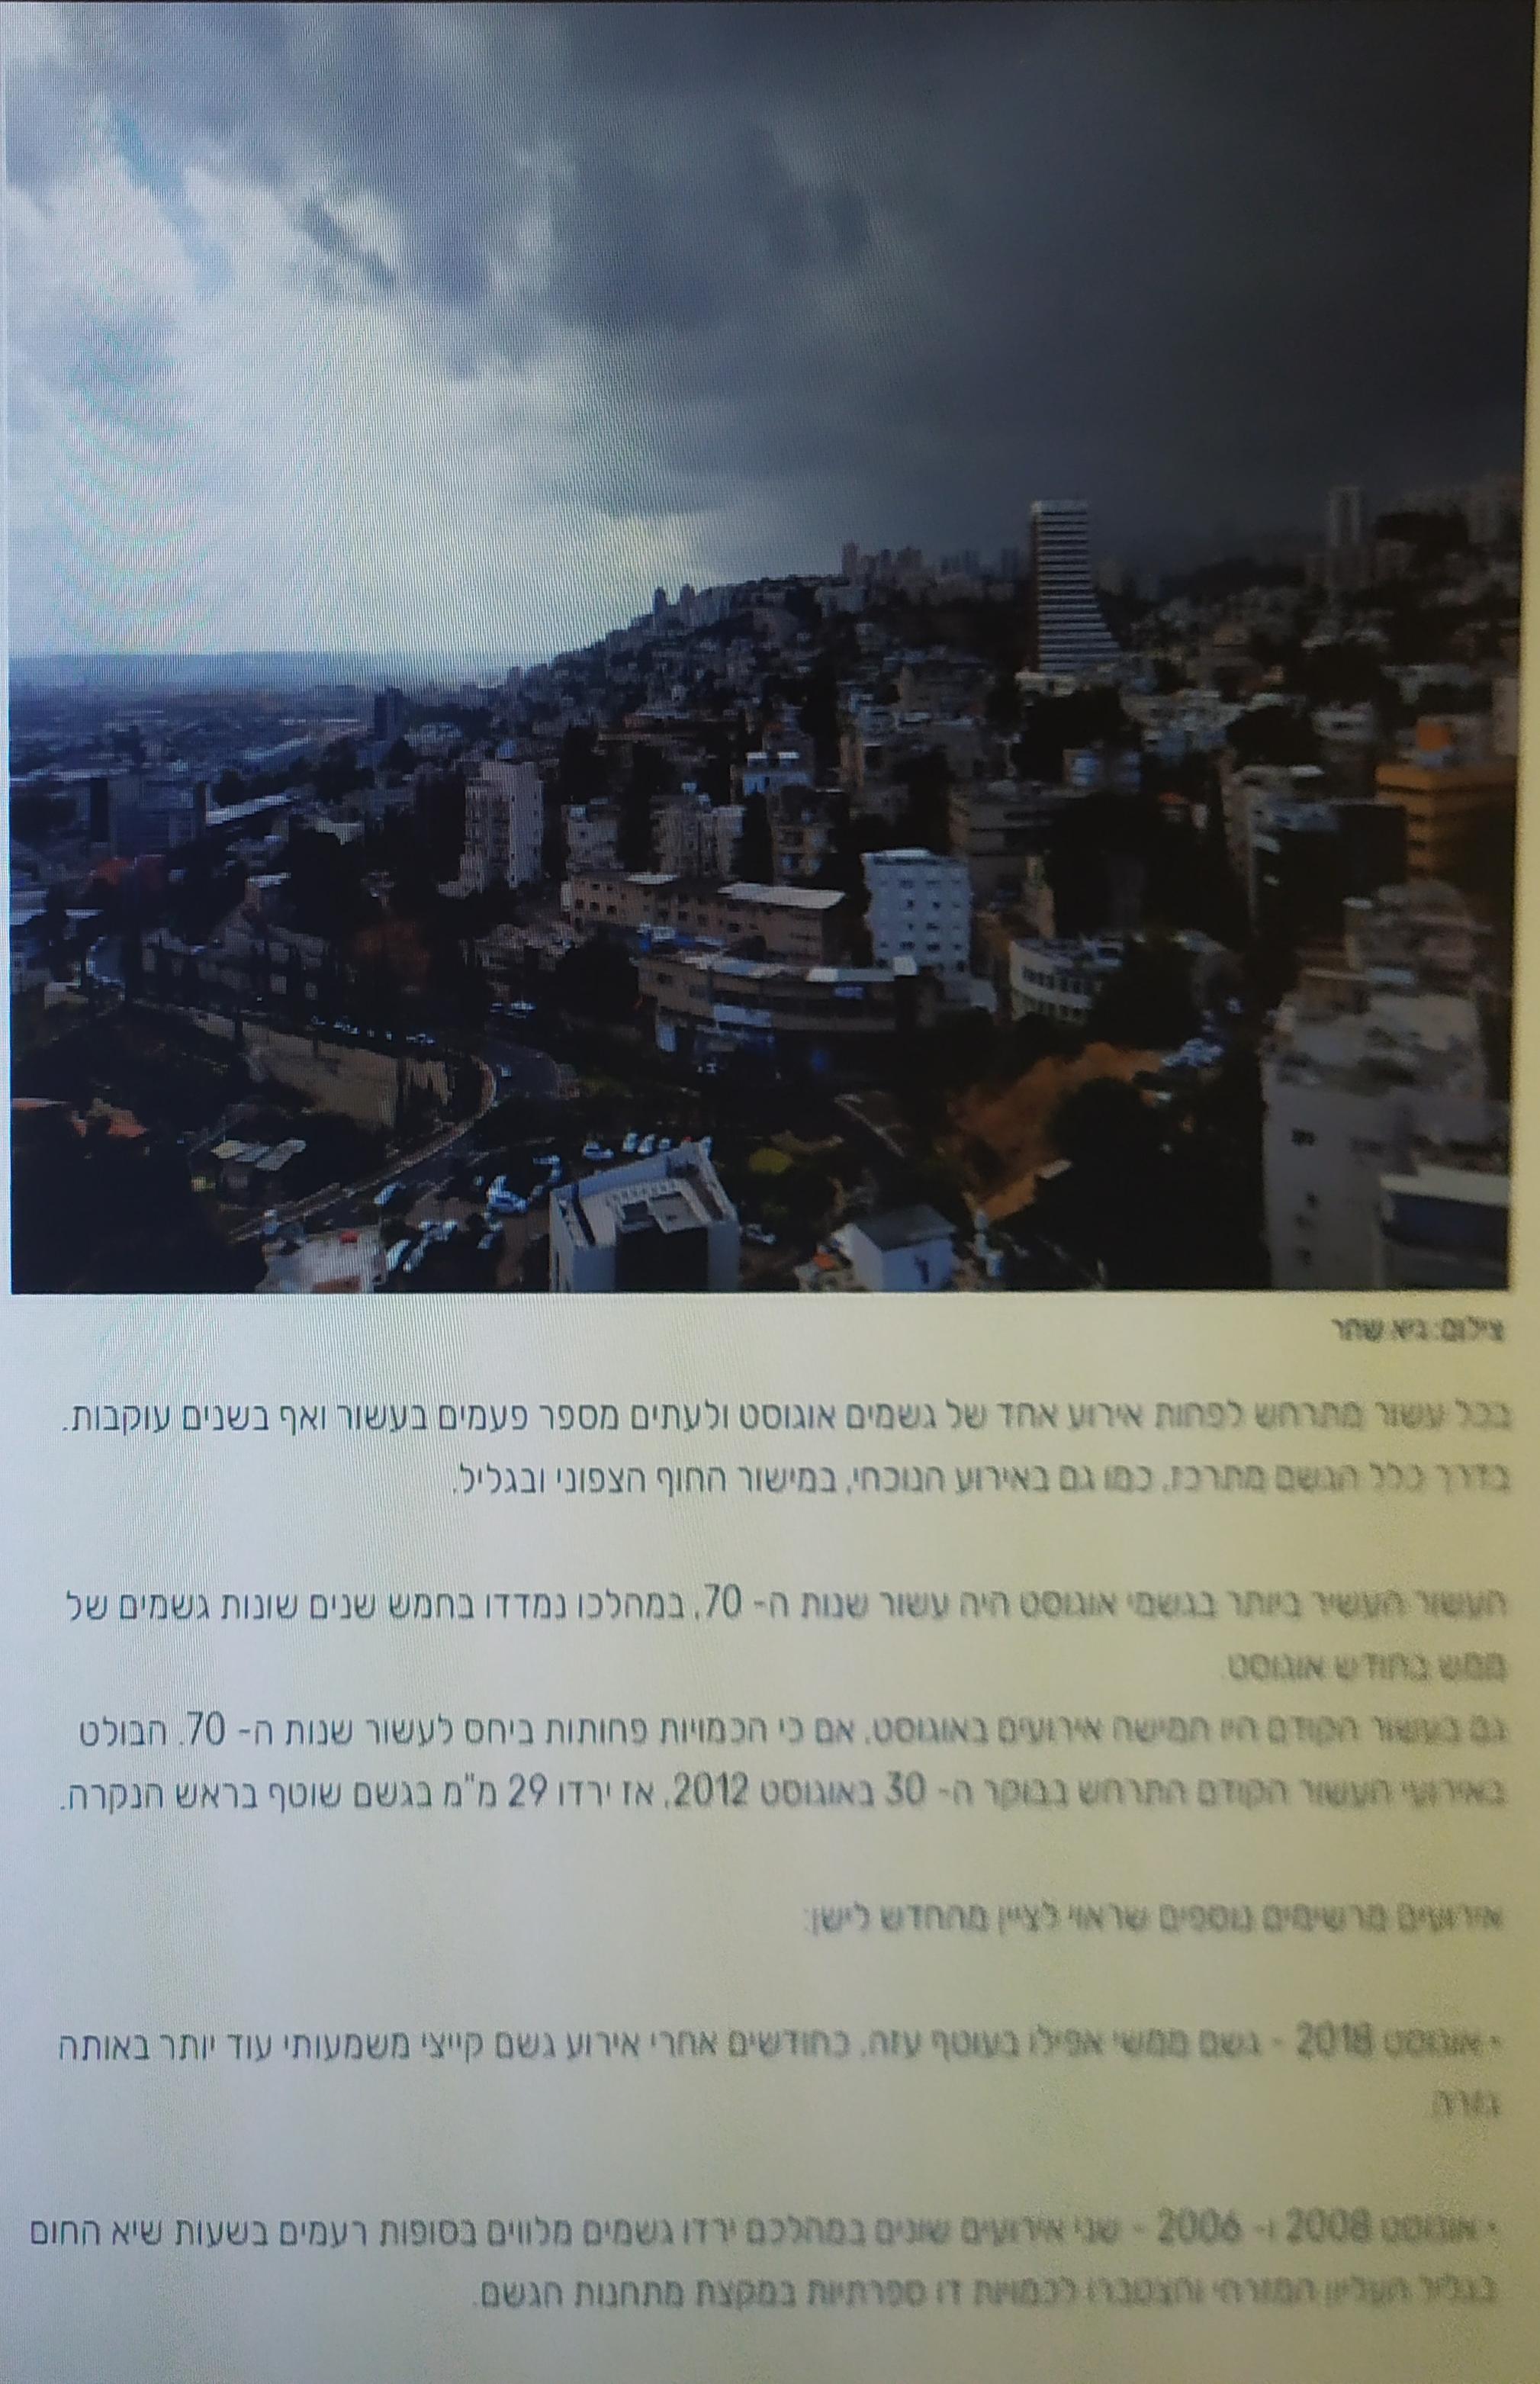 צילום: גיא שחר
בכל עשור מתרחש לפחות אירוע אחד של גשמים אוגוסט ולעתים מספר פעמים בעשור ואף בשנים עוקבות.
בדרך כלל הגשם מתרכז, כמו גם באירוע הנוכחי, במישור החוף הצפוני ובגליל.
העשור העשיר ביותר בגשמי אוגוסט היה עשור שנות ה- 70, במהלכו נמדדו בחמש שנים שונות גשמים של
ממש בחודש אוגוסט.
גם בעשור הקודם היו חמישה אירועים באוגוסט, אם כי הכמויות פחותות ביחס לעשור שנות ה- 70. הבולט
באירועי העשור הקודם התרחש בבוקר ה- 30 באוגוסט 2012, אז ירדו 29 מ"מ בגשם שוטף בראש הנקרה.
אירועים מרשימים נוספים שראוי לציין מהחדש לישן:
• אוגוסט 2018 - גשם ממשי אפילו בעוטף עזה, כחודשים אחרי אירוע גשם קייצי משמעותי עוד יותר באותה
גזרה.
• אוגוסט 2008 ו- 2006 - שני אירועים שונים במהלכם ירדו גשמים מלווים בסופות רעמים בשעות שיא החום
בגליל העליון המזרחי והצטברו לכמויות דו ספרתיות במקצת מתחנות הגשם.